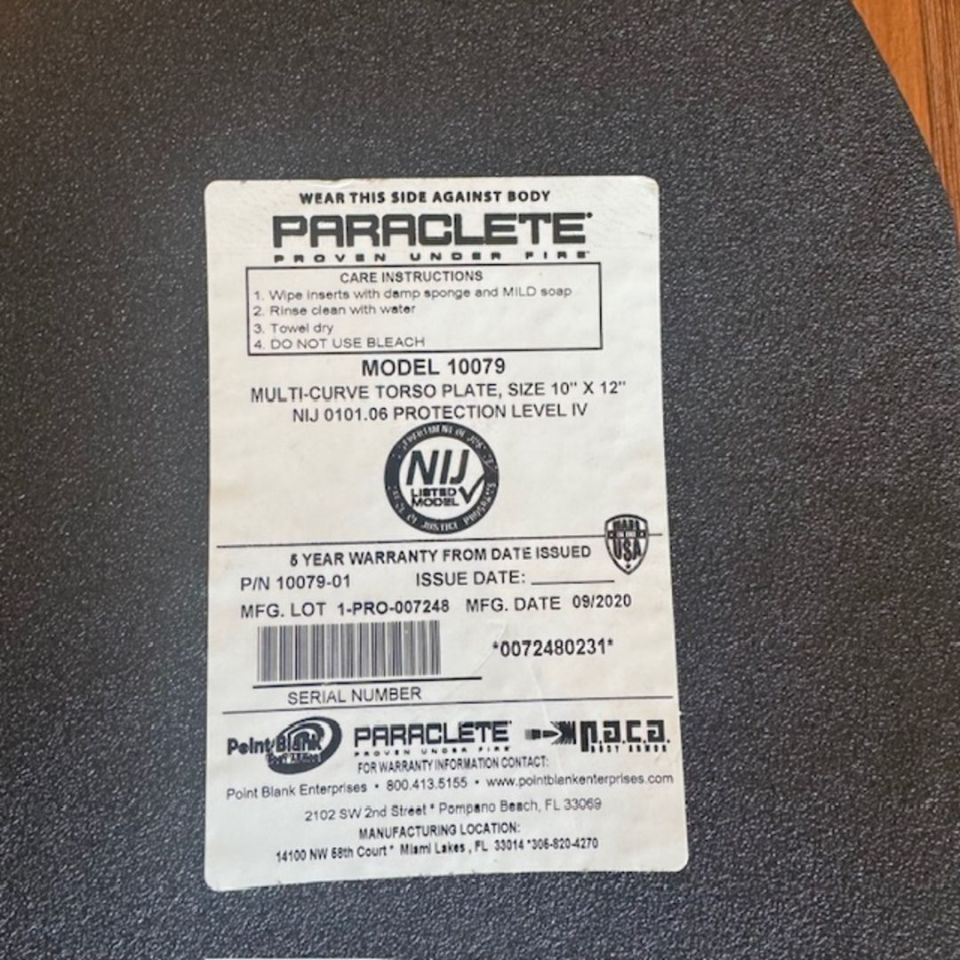 WEAR THIS SIDE AGAINST BODY
PARACLETE
PROVEN UNDER FIRE
CARE INSTRUCTIONS
1. Wipe inserts with damp sponge and MILD soap
2. Rinse clean with water
3. Towel dry
4. DO NOT USE BLEACH
MODEL 10079
MULTI-CURVE TORSO PLATE, SIZE 10" X 12"
NIJ 0101.06 PROTECTION LEVEL IV
NIJ
LISTED
MODEL
MADE
USA
5 YEAR WARRANTY FROM DATE ISSUED
P/N 10079-01 ISSUE DATE:
MFG. LOT 1-PRO-007248 MFG. DATE 09/2020
*0072480231*
SERIAL NUMBER
Point Blank
PARACLETE
PROVEN UNDER FIRE
p.a.c.a.
BODY ARMOR
FOR WARRANTY INFORMATION CONTACT:
Point Blank Enterprises • 800.413.5155 • www.pointblankenterprises.com
2102 SW 2nd Street * Pompano Beach, FL 33069
MANUFACTURING LOCATION:
14100 NW 58th Court * Miami Lakes, FL 33014 *305-820-4270